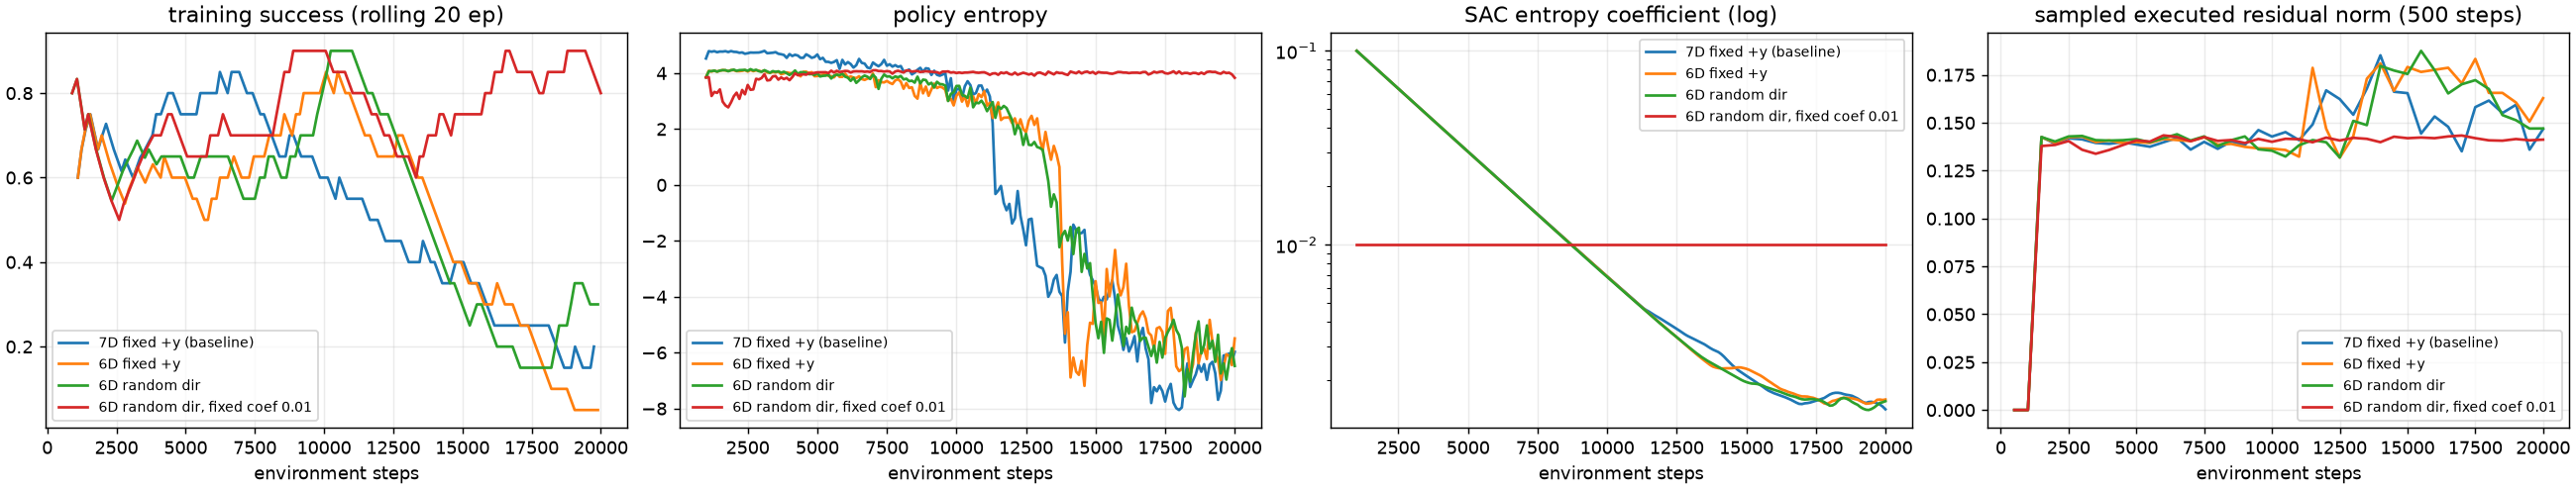 training success (rolling 20 ep)
0.8
0.6
0.4
0.2
7D fixed +y (baseline)
6D fixed +y
6D random dir
6D random dir, fixed coef 0.01
0 2500 5000 7500 10000 12500 15000 17500 20000
environment steps
policy entropy
4
2
0
−2
−4
−6
−8
7D fixed +y (baseline)
6D fixed +y
6D random dir
6D random dir, fixed coef 0.01
2500 5000 7500 10000 12500 15000 17500 20000
environment steps
SAC entropy coefficient (log)
10⁻¹
10⁻²
7D fixed +y (baseline)
6D fixed +y
6D random dir
6D random dir, fixed coef 0.01
2500 5000 7500 10000 12500 15000 17500 20000
environment steps
sampled executed residual norm (500 steps)
0.175
0.150
0.125
0.100
0.075
0.050
0.025
0.000
7D fixed +y (baseline)
6D fixed +y
6D random dir
6D random dir, fixed coef 0.01
0 2500 5000 7500 10000 12500 15000 17500 20000
environment steps